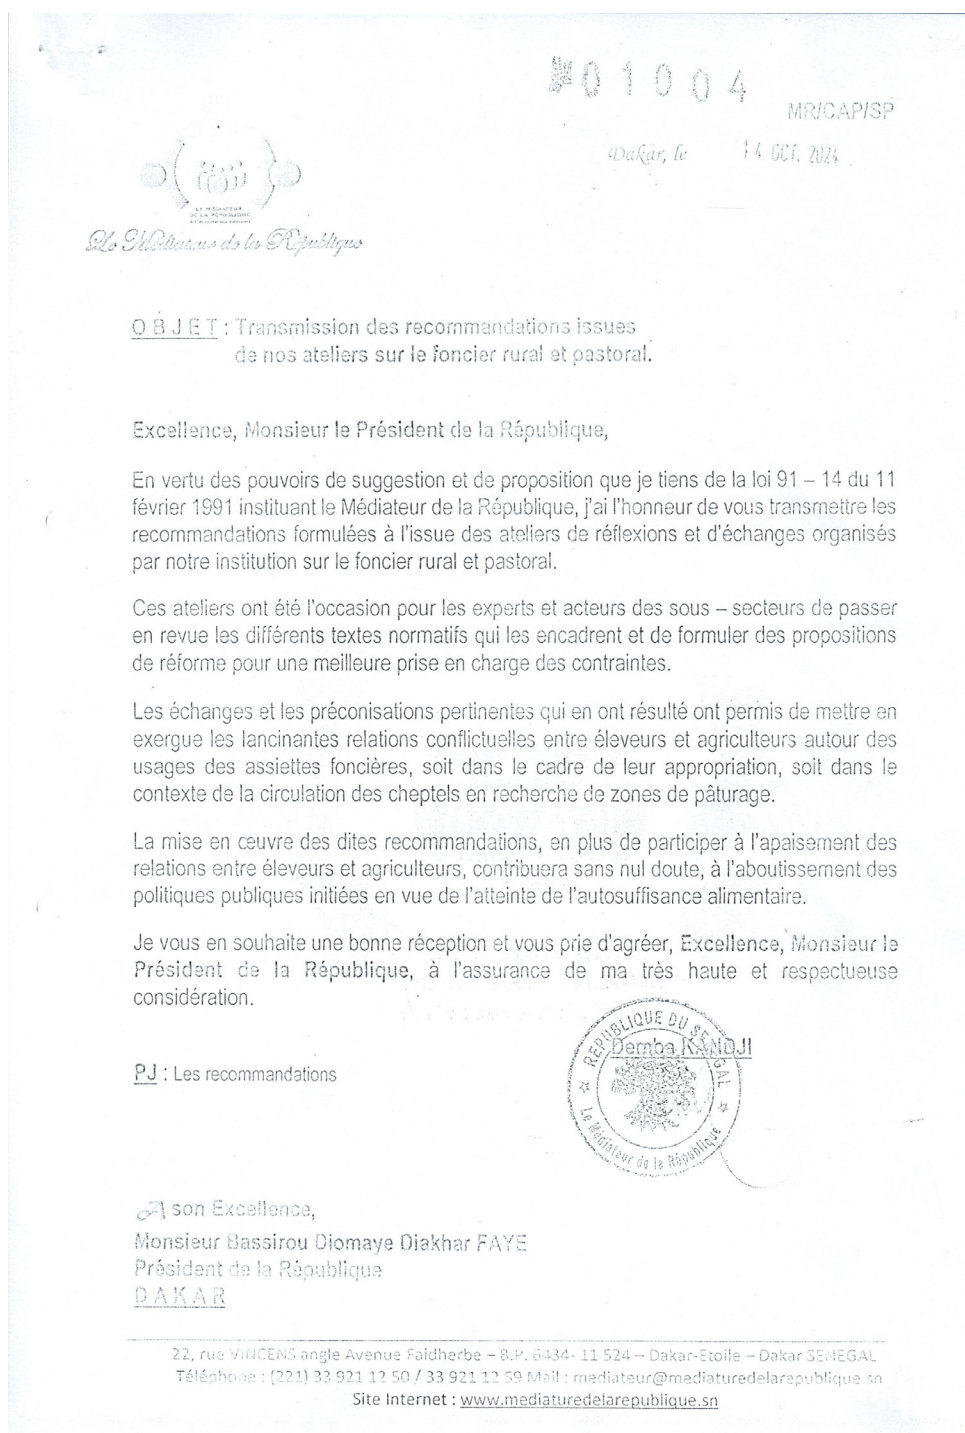 01004
MR/CAP/SP
Dakar, le 14 OCT. 2024
LE MÉDIATEUR
DE LA RÉPUBLIQUE
Le Médiateur de la République
OBJET : Transmission des recommandations issues
de nos ateliers sur le foncier rural et pastoral.
Excellence, Monsieur le Président de la République,
En vertu des pouvoirs de suggestion et de proposition que je tiens de la loi 91 – 14 du 11
février 1991 instituant le Médiateur de la République, j'ai l'honneur de vous transmettre les
recommandations formulées à l'issue des ateliers de réflexions et d'échanges organisés
par notre institution sur le foncier rural et pastoral.
Ces ateliers ont été l'occasion pour les experts et acteurs des sous – secteurs de passer
en revue les différents textes normatifs qui les encadrent et de formuler des propositions
de réforme pour une meilleure prise en charge des contraintes.
Les échanges et les préconisations pertinentes qui en ont résulté ont permis de mettre en
exergue les lancinantes relations conflictuelles entre éleveurs et agriculteurs autour des
usages des assiettes foncières, soit dans le cadre de leur appropriation, soit dans le
contexte de la circulation des cheptels en recherche de zones de pâturage.
La mise en œuvre des dites recommandations, en plus de participer à l'apaisement des
relations entre éleveurs et agriculteurs, contribuera sans nul doute, à l'aboutissement des
politiques publiques initiées en vue de l'atteinte de l'autosuffisance alimentaire.
Je vous en souhaite une bonne réception et vous prie d'agréer, Excellence, Monsieur le
Président de la République, à l'assurance de ma très haute et respectueuse
considération.
REPUBLIQUE DU SENEGAL
Demba KANDJI
Le Médiateur de la République
PJ : Les recommandations
A son Excellence,
Monsieur Bassirou Diomaye Diakhar FAYE
Président de la République
DAKAR
22, rue VINCENS angle Avenue Faidherbe – B.P. 6434- 11 524 – Dakar-Etoile – Dakar SENEGAL
Téléphone : (221) 33 921 12 50 / 33 921 12 59 Mail : mediateur@mediaturedelarepublique.sn
Site Internet : www.mediaturedelarepublique.sn